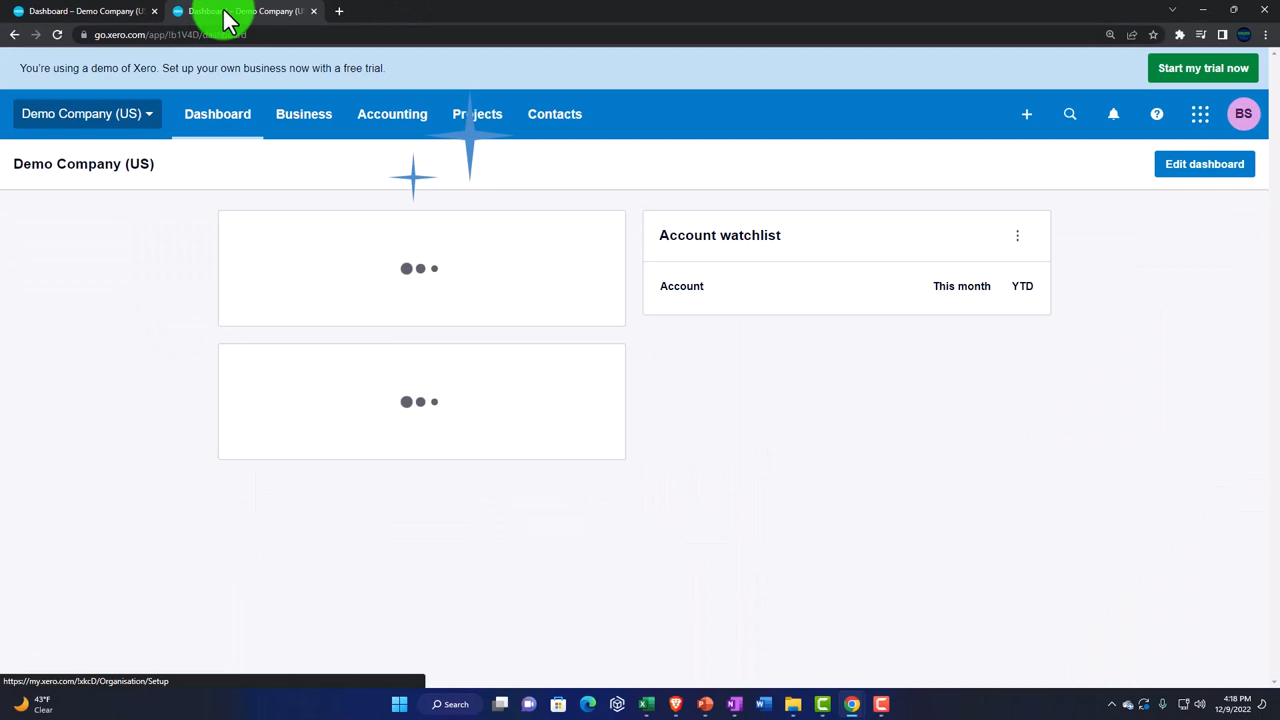 Dashboard – Demo Company (U
Dashboard – Demo Company (U
go.xero.com/app/!b1V4D/dashboard
You're using a demo of Xero. Set up your own business now with a free trial.
Start my trial now
Demo Company (US)
Dashboard
Business
Accounting
Projects
Contacts
BS
Demo Company (US)
Edit dashboard
Account watchlist
Account
This month
YTD
https://my.xero.com/!xkcD/Organisation/Setup
43°F
Clear
Search
4:18 PM
12/9/2022